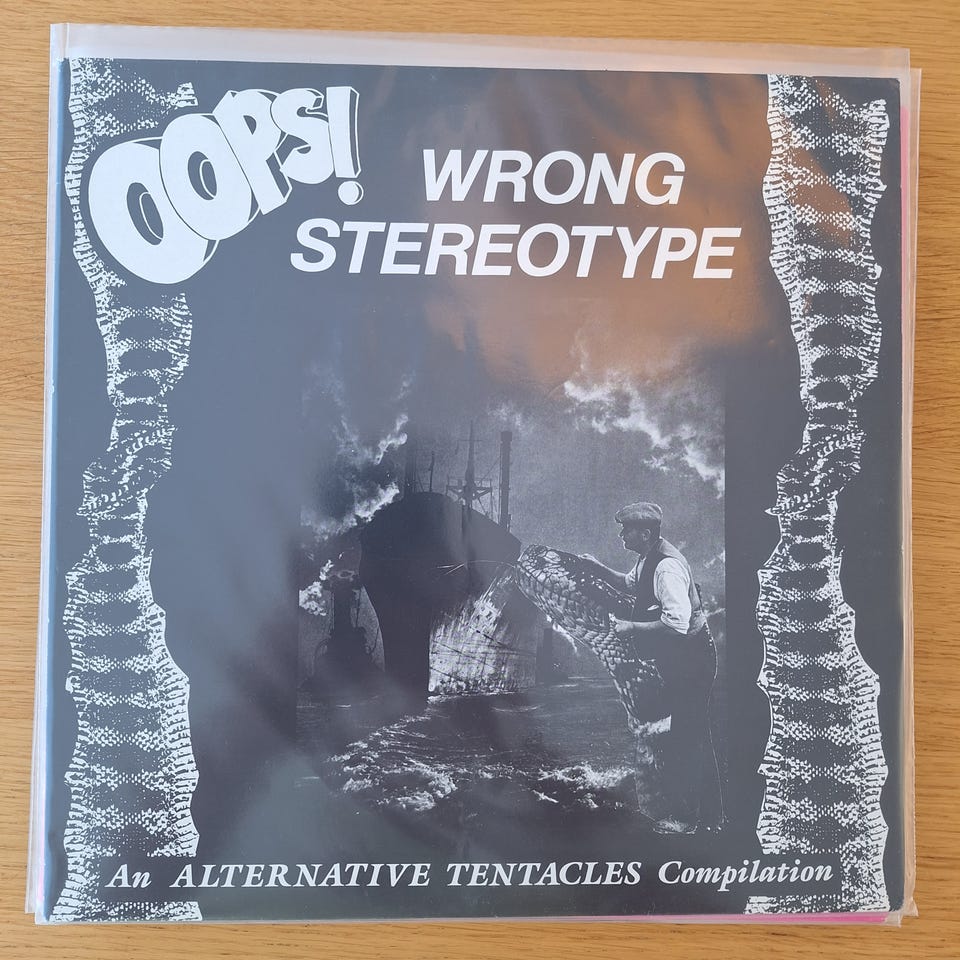 OOPS!
WRONG
STEREOTYPE
An ALTERNATIVE TENTACLES Compilation